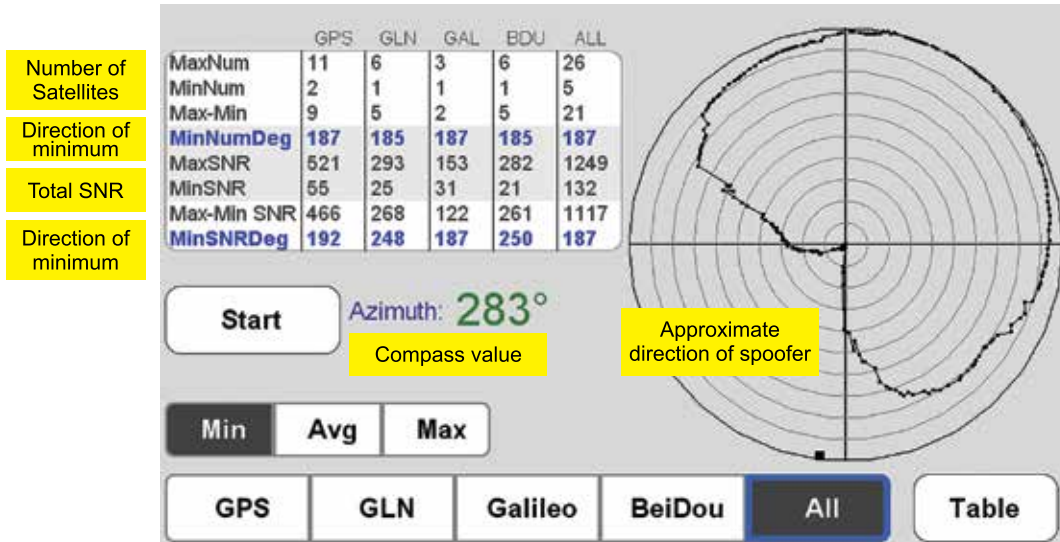 GPS GLN GAL BDU ALL
MaxNum 11 6 3 6 26
MinNum 2 1 1 1 5
Max-Min 9 5 2 5 21
MinNumDeg 187 185 187 185 187
MaxSNR 521 293 153 282 1249
MinSNR 55 25 31 21 132
Max-Min SNR 466 268 122 261 1117
MinSNRDeg 192 248 187 250 187
Number of
Satellites
Direction of
minimum
Total SNR
Direction of
minimum
Start
Azimuth: 283°
Compass value
Approximate
direction of spoofer
Min Avg Max
GPS GLN Galileo BeiDou All Table